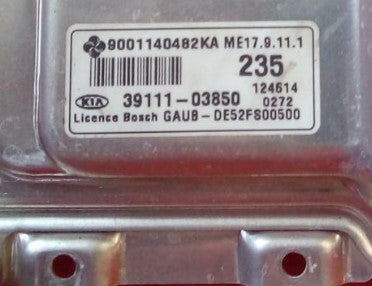 9001140482KA ME17.9.11.1
235
124614
KIA 39111-03850 0272
Licence Bosch GAUB-DE52FS00500